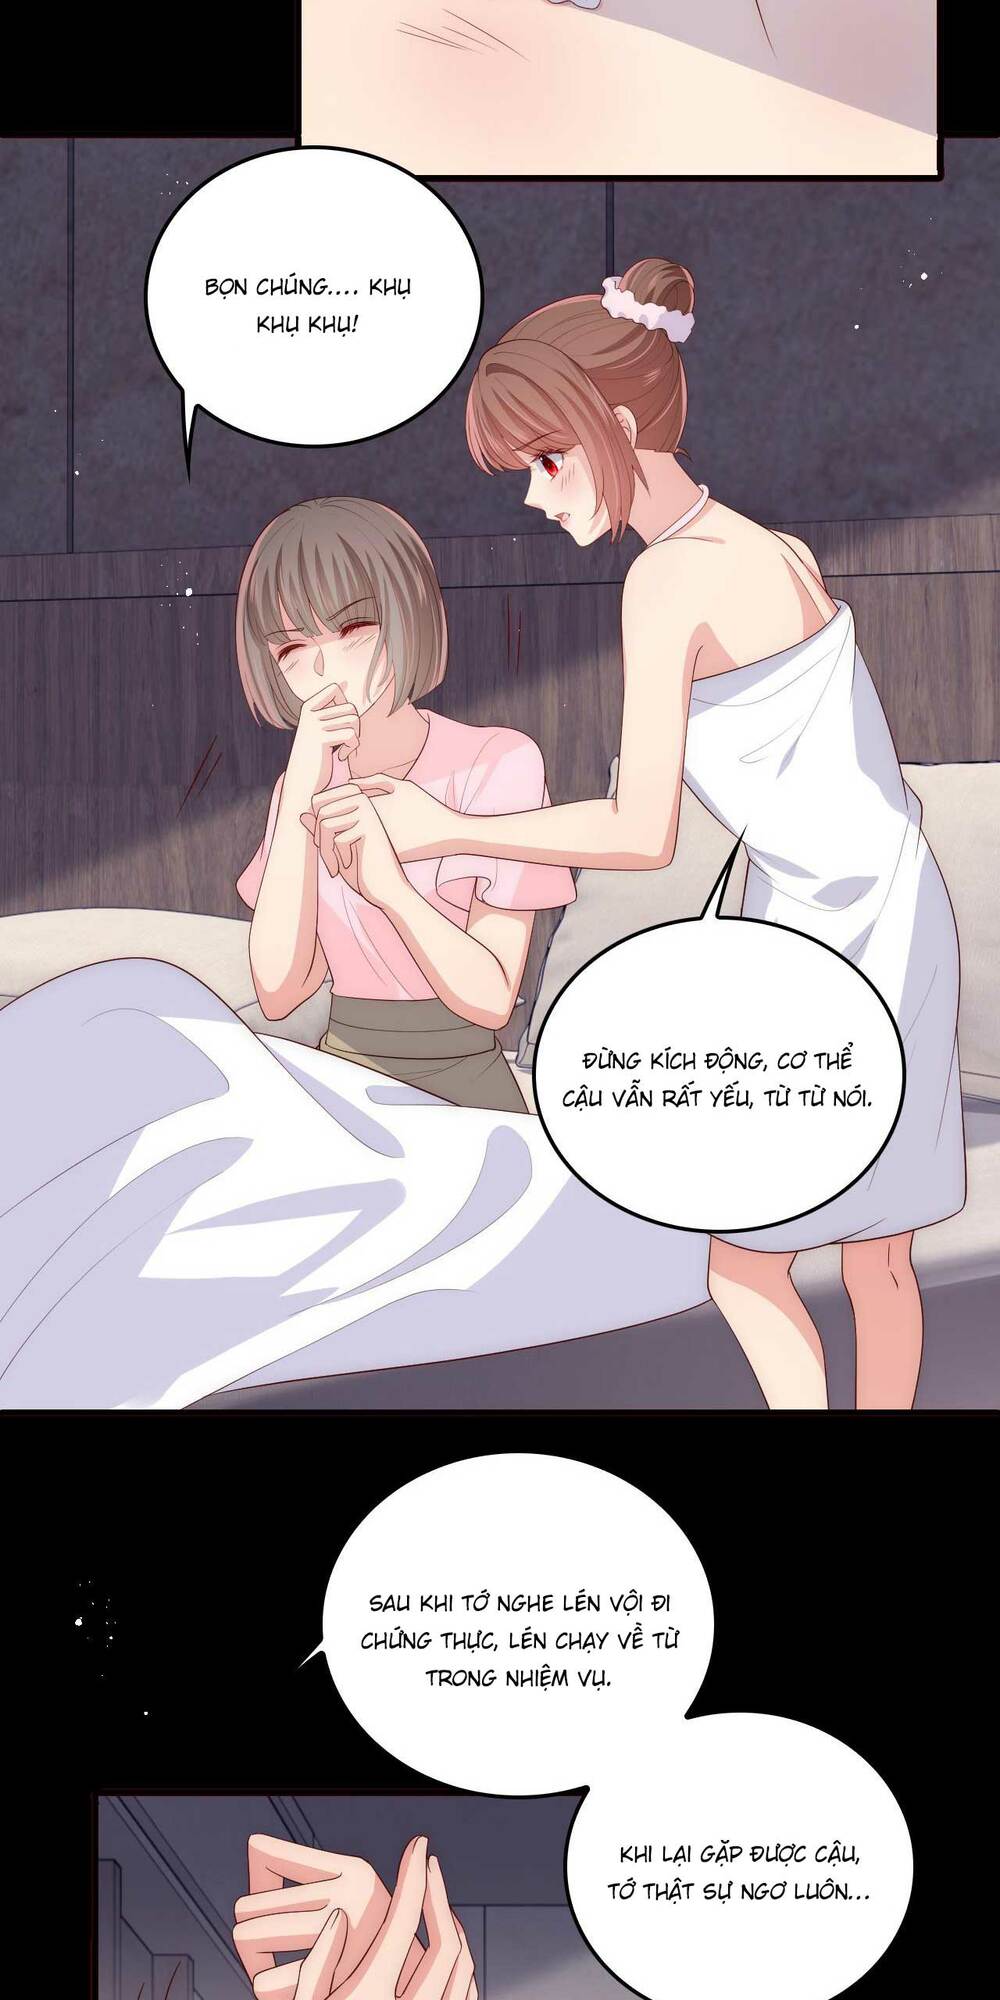 BỌN CHÚNG.... KHỤ
KHỤ KHỤ!
ĐỪNG KÍCH ĐỘNG, CƠ THỂ
CẬU VẪN RẤT YẾU, TỪ TỪ NÓI.
SAU KHI TỚ NGHE LÉN VỘI ĐI
CHỨNG THỰC, LÉN CHẠY VỀ TỪ
TRONG NHIỆM VỤ.
KHI LẠI GẶP ĐƯỢC CẬU,
TỚ THẬT SỰ NGƠ LUÔN...